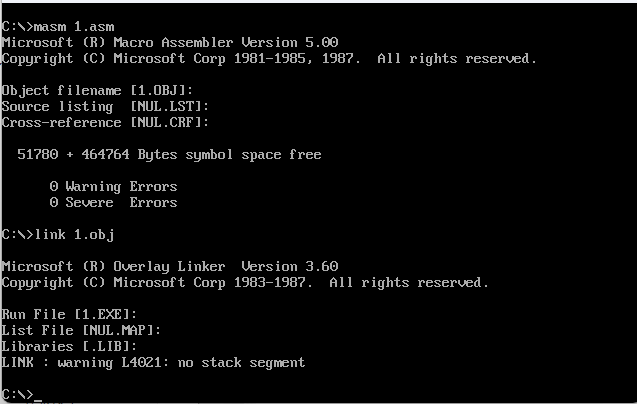 C:\>masm 1.asm
Microsoft (R) Macro Assembler Version 5.00
Copyright (C) Microsoft Corp 1981-1985, 1987.  All rights reserved.
Object filename [1.OBJ]:
Source listing  [NUL.LST]:
Cross-reference [NUL.CRF]:
51780 + 464764 Bytes symbol space free
0 Warning Errors
0 Severe  Errors
C:\>link 1.obj
Microsoft (R) Overlay Linker  Version 3.60
Copyright (C) Microsoft Corp 1983-1987.  All rights reserved.
Run File [1.EXE]:
List File [NUL.MAP]:
Libraries [.LIB]:
LINK : warning L4021: no stack segment
C:\>_